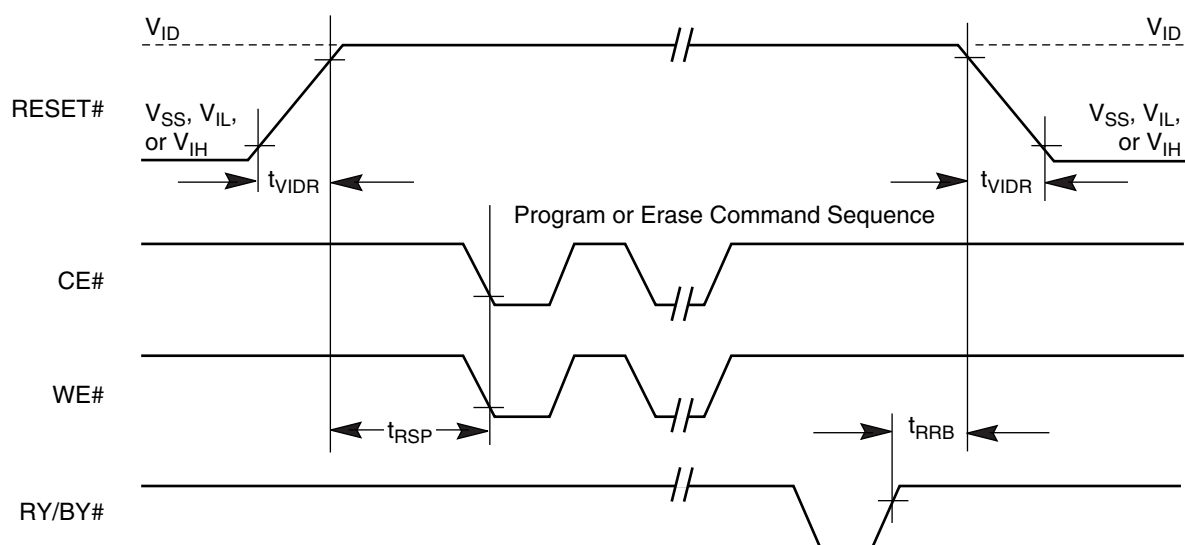 VID
VID
RESET#
VSS, VIL,
or VIH
VSS, VIL,
or VIH
tVIDR
tVIDR
Program or Erase Command Sequence
CE#
WE#
tRSP
tRRB
RY/BY#